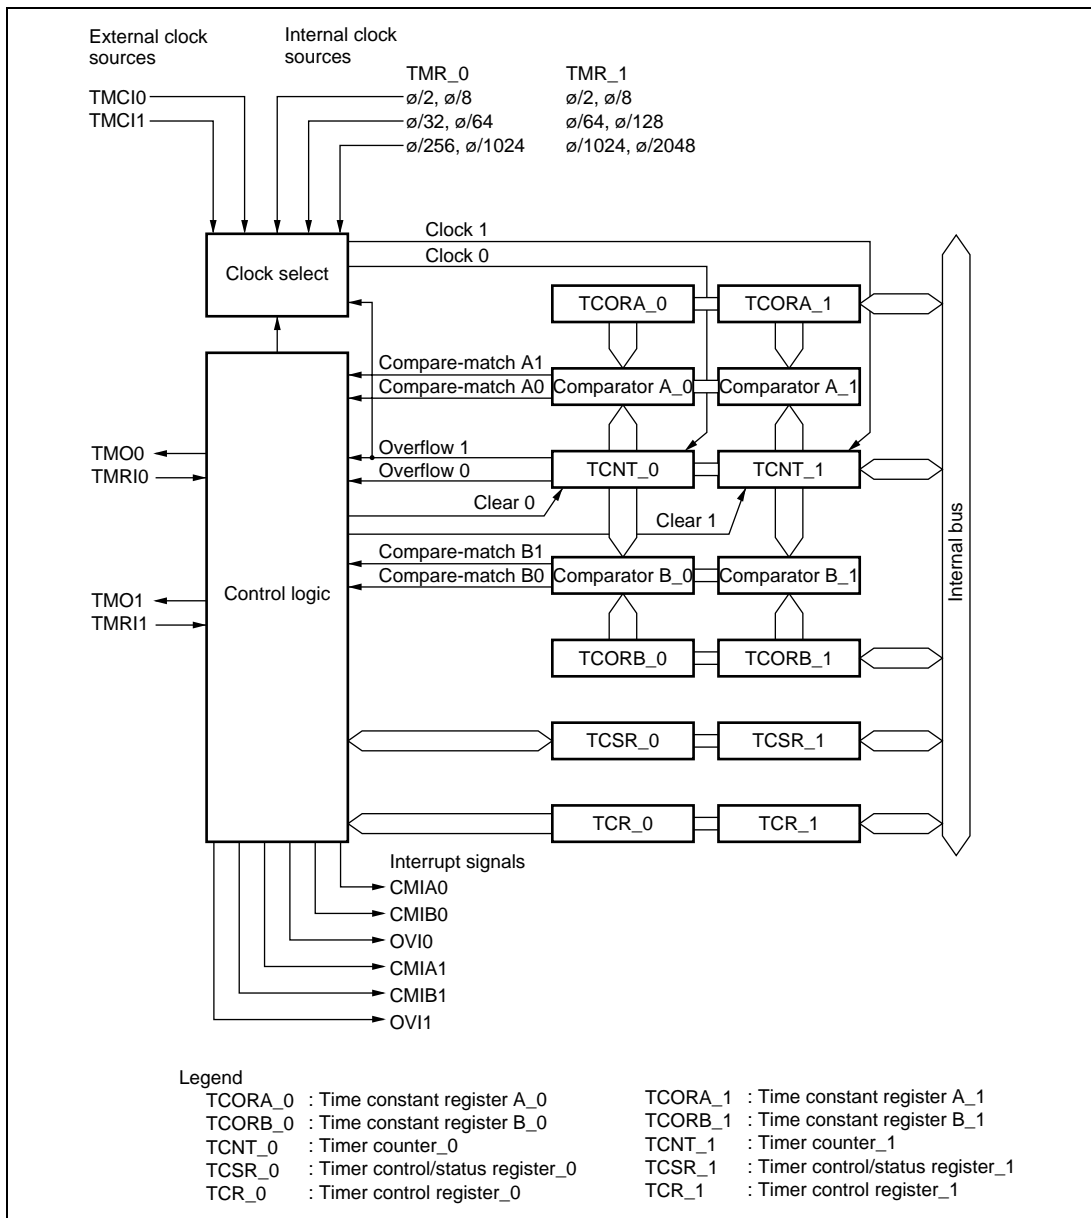 External clock
sources
Internal clock
sources
TMR_0
TMR_1
TMCI0
ø/2, ø/8
ø/2, ø/8
TMCI1
ø/32, ø/64
ø/64, ø/128
ø/256, ø/1024
ø/1024, ø/2048
Clock 1
Clock 0
Clock select
TCORA_0
TCORA_1
Compare-match A1
Compare-match A0
Comparator A_0
Comparator A_1
TMO0
TMRI0
Overflow 1
Overflow 0
TCNT_0
TCNT_1
Clear 0
Clear 1
Internal bus
Compare-match B1
Compare-match B0
Comparator B_0
Comparator B_1
Control logic
TMO1
TMRI1
TCORB_0
TCORB_1
TCSR_0
TCSR_1
TCR_0
TCR_1
Interrupt signals
CMIA0
CMIB0
OVI0
CMIA1
CMIB1
OVI1
Legend
TCORA_0 : Time constant register A_0
TCORB_0 : Time constant register B_0
TCNT_0 : Timer counter_0
TCSR_0 : Timer control/status register_0
TCR_0 : Timer control register_0
TCORA_1 : Time constant register A_1
TCORB_1 : Time constant register B_1
TCNT_1 : Timer counter_1
TCSR_1 : Timer control/status register_1
TCR_1 : Timer control register_1